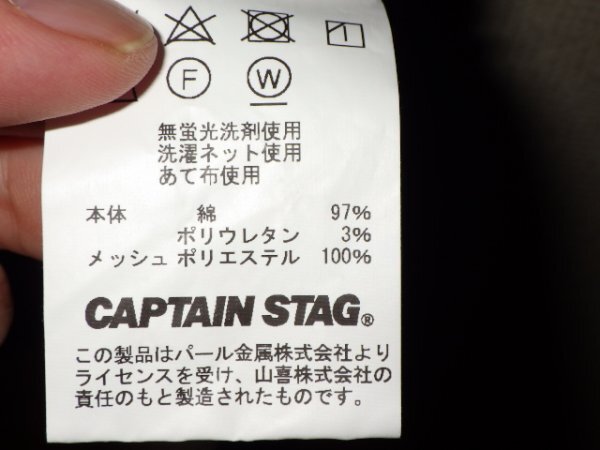 F W
無蛍光洗剤使用
洗濯ネット使用
あて布使用
本体 綿 97%
ポリウレタン 3%
メッシュ ポリエステル 100%
CAPTAIN STAG®
この製品はパール金属株式会社より
ライセンスを受け、山喜株式会社の
責任のもと製造されたものです。